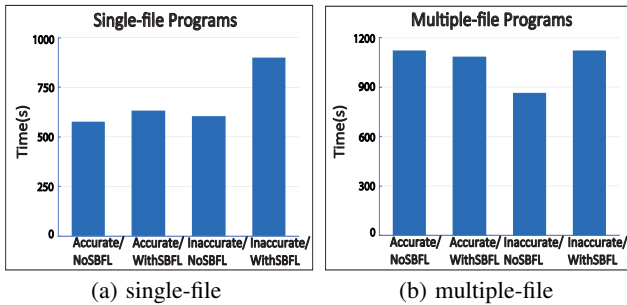 Single-file Programs
Time(s)
1000
750
500
250
0
Accurate/ Accurate/ Inaccurate/ Inaccurate/
NoSBFL WithSBFL NoSBFL WithSBFL
(a) single-file
Multiple-file Programs
Time(s)
1200
900
600
300
0
Accurate/ Accurate/ Inaccurate/ Inaccurate/
NoSBFL WithSBFL NoSBFL WithSBFL
(b) multiple-file